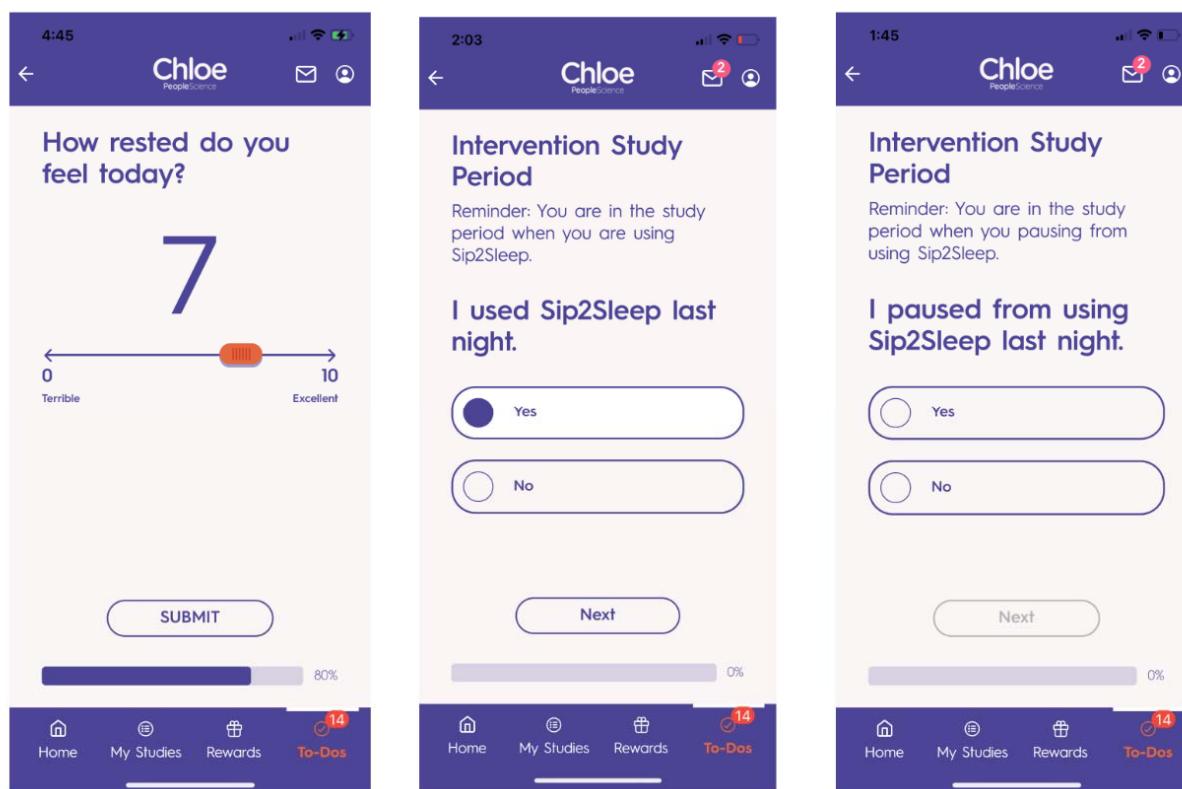 4:45
Chloe
PeopleScience
How rested do you
feel today?
7
0
10
Terrible
Excellent
SUBMIT
80%
14
Home
My Studies
Rewards
To-Dos
2:03
2
Chloe
PeopleScience
Intervention Study
Period
Reminder: You are in the study
period when you are using
Sip2Sleep.
I used Sip2Sleep last
night.
Yes
No
Next
0%
14
Home
My Studies
Rewards
To-Dos
1:45
2
Chloe
PeopleScience
Intervention Study
Period
Reminder: You are in the study
period when you pausing from
using Sip2Sleep.
I paused from using
Sip2Sleep last night.
Yes
No
Next
0%
14
Home
My Studies
Rewards
To-Dos